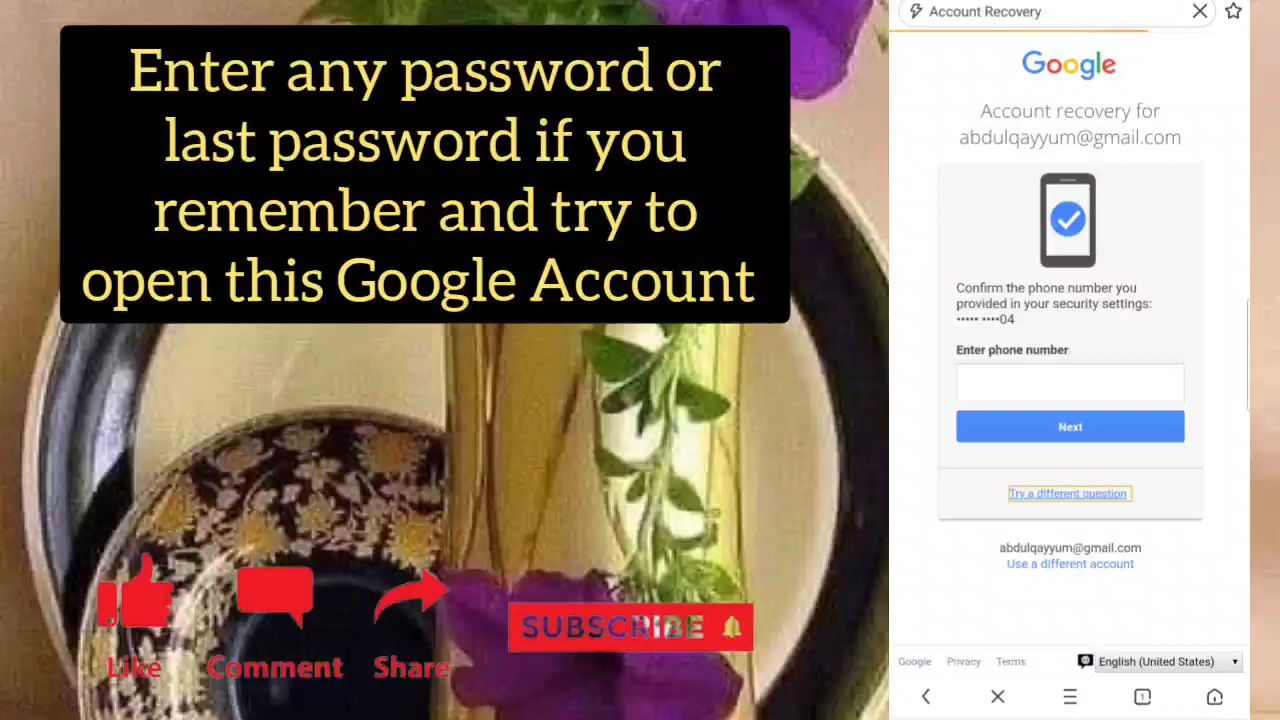 Enter any password or
last password if you
remember and try to
open this Google Account
Like
Comment
Share
SUBSCRIBE
Account Recovery
Google
Account recovery for
abdulqayyum@gmail.com
Confirm the phone number you
provided in your security settings:
••••• ••••04
Enter phone number
Next
Try a different question
abdulqayyum@gmail.com
Use a different account
Google Privacy Terms
English (United States)
1